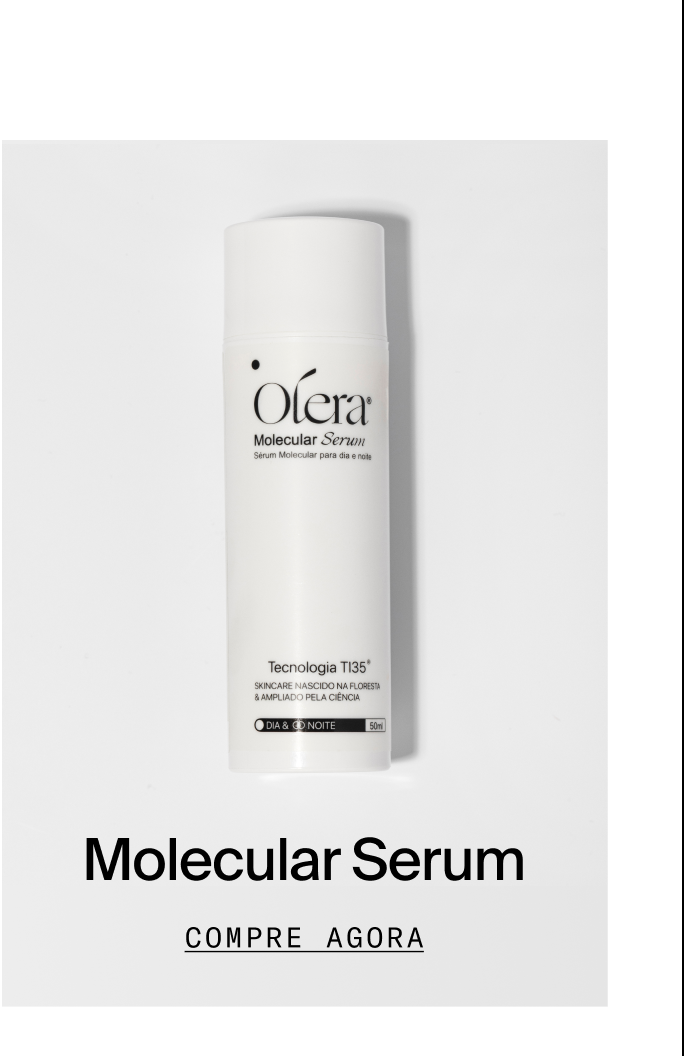 Olera®
Molecular Serum
Sérum Molecular para dia e noite
Tecnologia TI35®
SKINCARE NASCIDO NA FLORESTA
& AMPLIADO PELA CIÊNCIA
DIA & NOITE 50ml
Molecular Serum
COMPRE AGORA